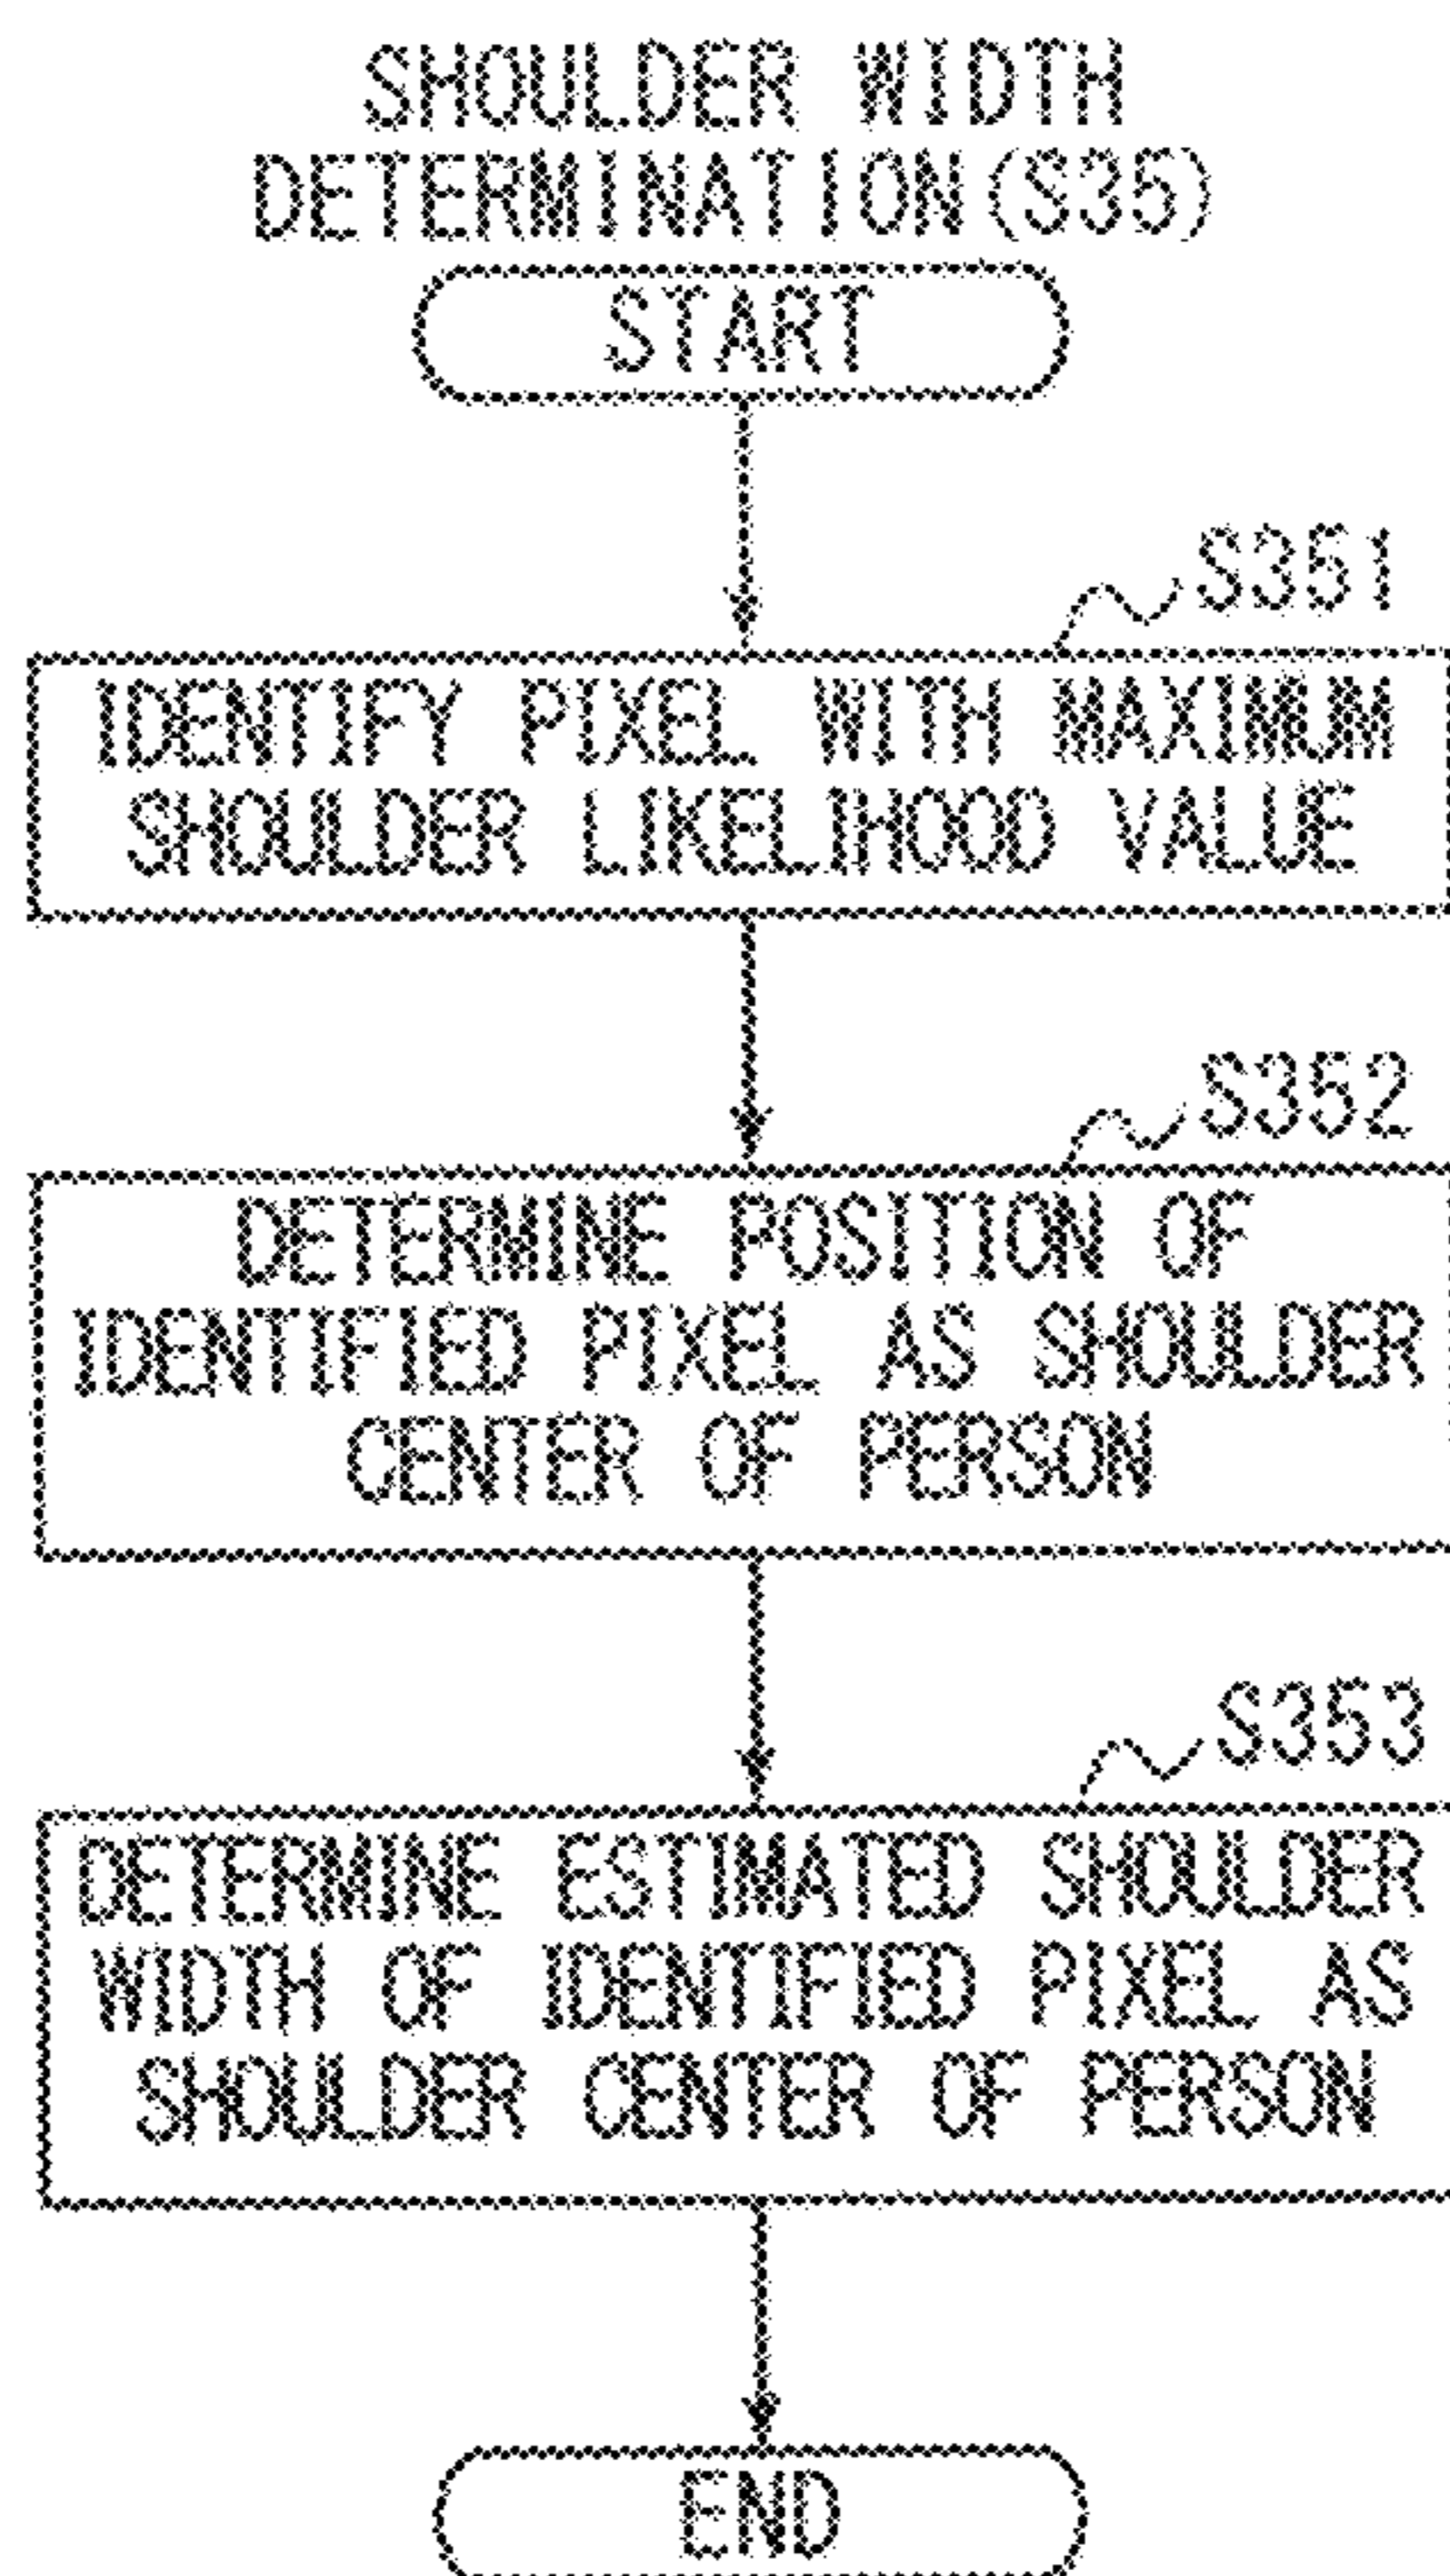 SHOULDER WIDTH
DETERMINATION(S35)
START
S351
IDENTIFY PIXEL WITH MAXIMUM
SHOULDER LIKELIHOOD VALUE
S352
DETERMINE POSITION OF
IDENTIFIED PIXEL AS SHOULDER
CENTER OF PERSON
S353
DETERMINE ESTIMATED SHOULDER
WIDTH OF IDENTIFIED PIXEL AS
SHOULDER CENTER OF PERSON
END